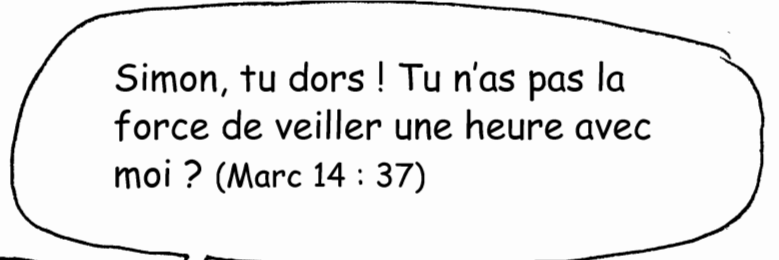 Simon, tu dors ! Tu n'as pas la
force de veiller une heure avec
moi ? (Marc 14 : 37)